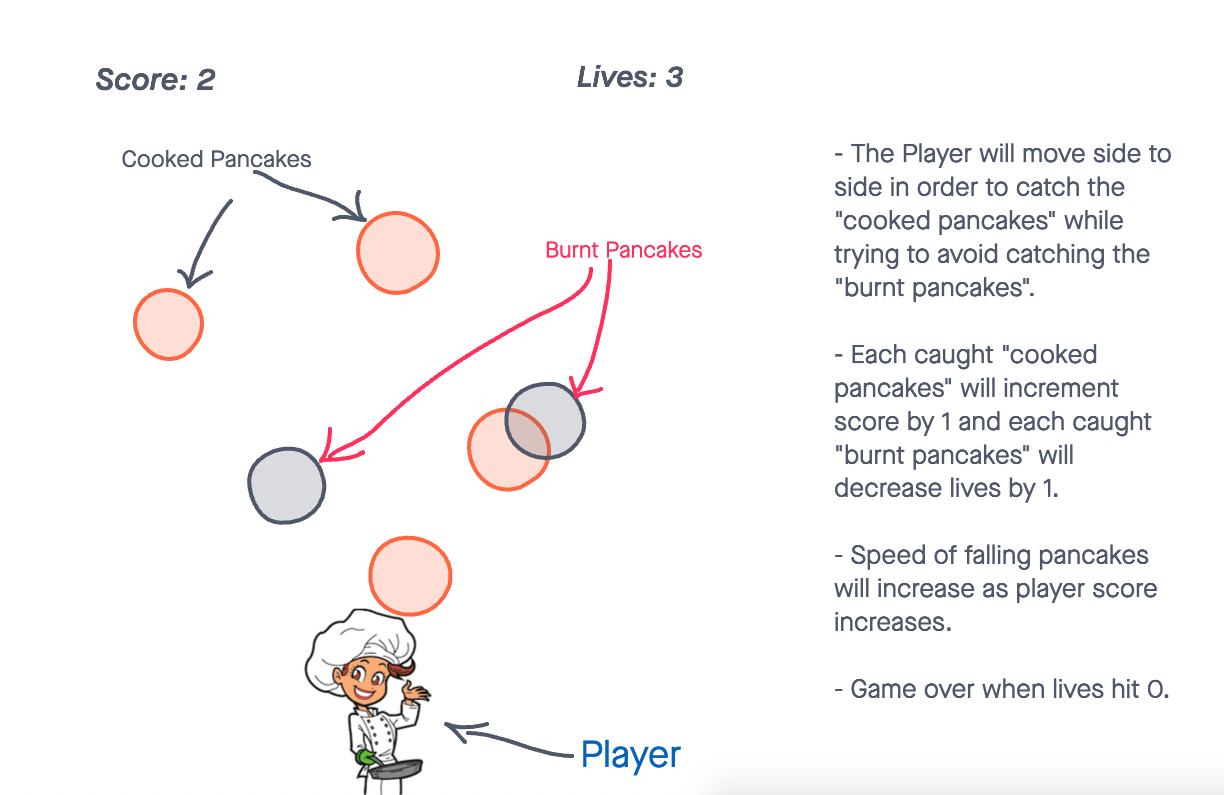 Score: 2
Lives: 3
Cooked Pancakes
Burnt Pancakes
- The Player will move side to
side in order to catch the
"cooked pancakes" while
trying to avoid catching the
"burnt pancakes".
- Each caught "cooked
pancakes" will increment
score by 1 and each caught
"burnt pancakes" will
decrease lives by 1.
- Speed of falling pancakes
will increase as player score
increases.
- Game over when lives hit 0.
Player